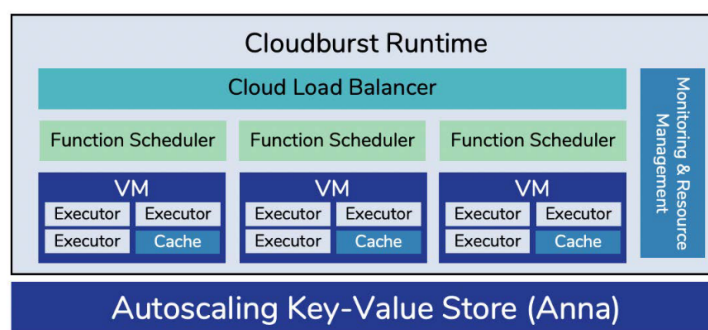 Cloudburst Runtime
Cloud Load Balancer
Monitoring & Resource
Management
Function Scheduler
Function Scheduler
Function Scheduler
VM
Executor Executor
Executor Cache
VM
Executor Executor
Executor Cache
VM
Executor Executor
Executor Cache
Autoscaling Key-Value Store (Anna)